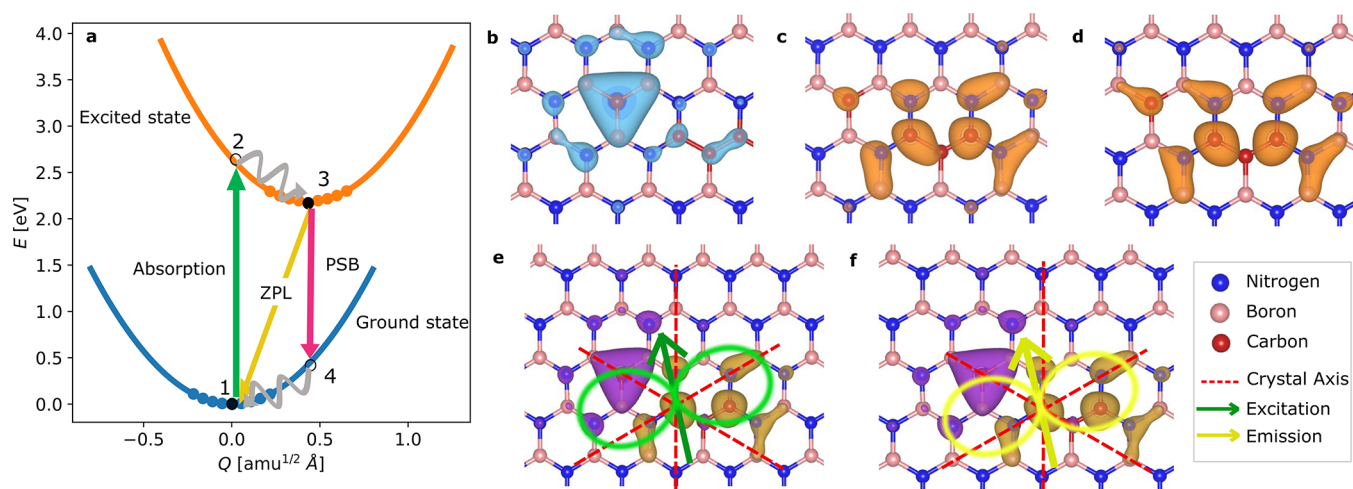 a
E [eV]
4.0
3.5
3.0
2.5
2.0
1.5
1.0
0.5
0.0
−0.5
0.0
0.5
1.0
Q [amu1/2 Å]
Excited state
2
3
Absorption
ZPL
PSB
Ground state
1
4
b
c
d
e
f
Nitrogen
Boron
Carbon
Crystal Axis
Excitation
Emission